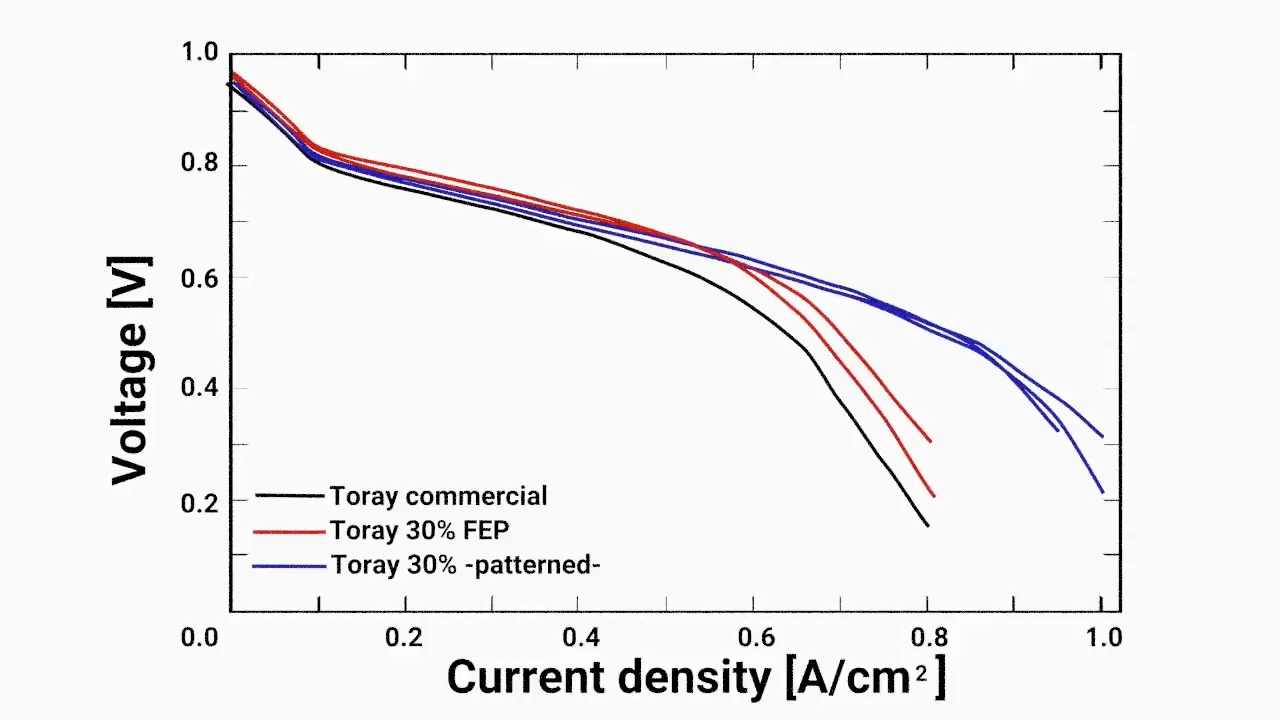 1.0
0.8
0.6
0.4
0.2
0.0
Voltage [V]
Toray commercial
Toray 30% FEP
Toray 30% -patterned-
0.2 0.4 0.6 0.8 1.0
Current density [A/cm²]